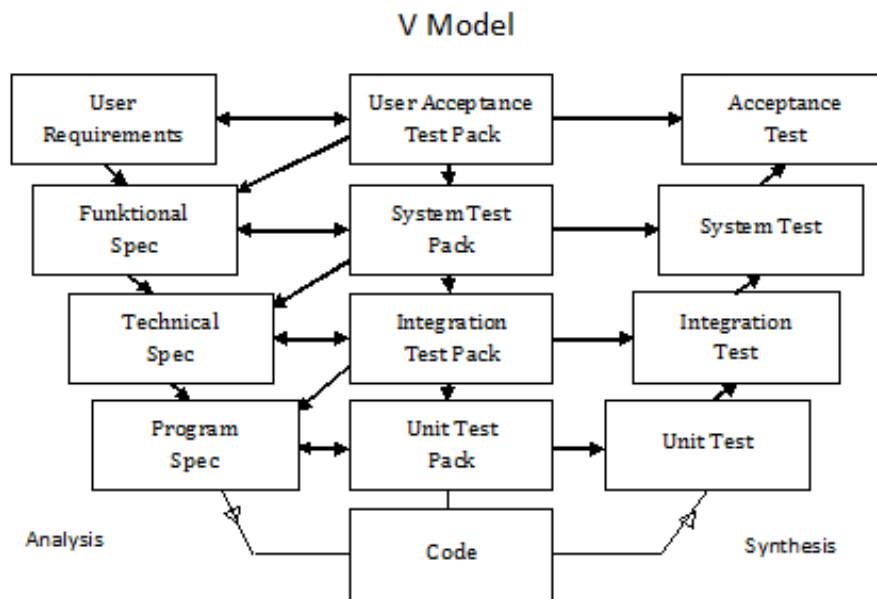 V Model
User
Requirements
User Acceptance
Test Pack
Acceptance
Test
Funktional
Spec
System Test
Pack
System Test
Technical
Spec
Integration
Test Pack
Integration
Test
Program
Spec
Unit Test
Pack
Unit Test
Analysis
Code
Synthesis